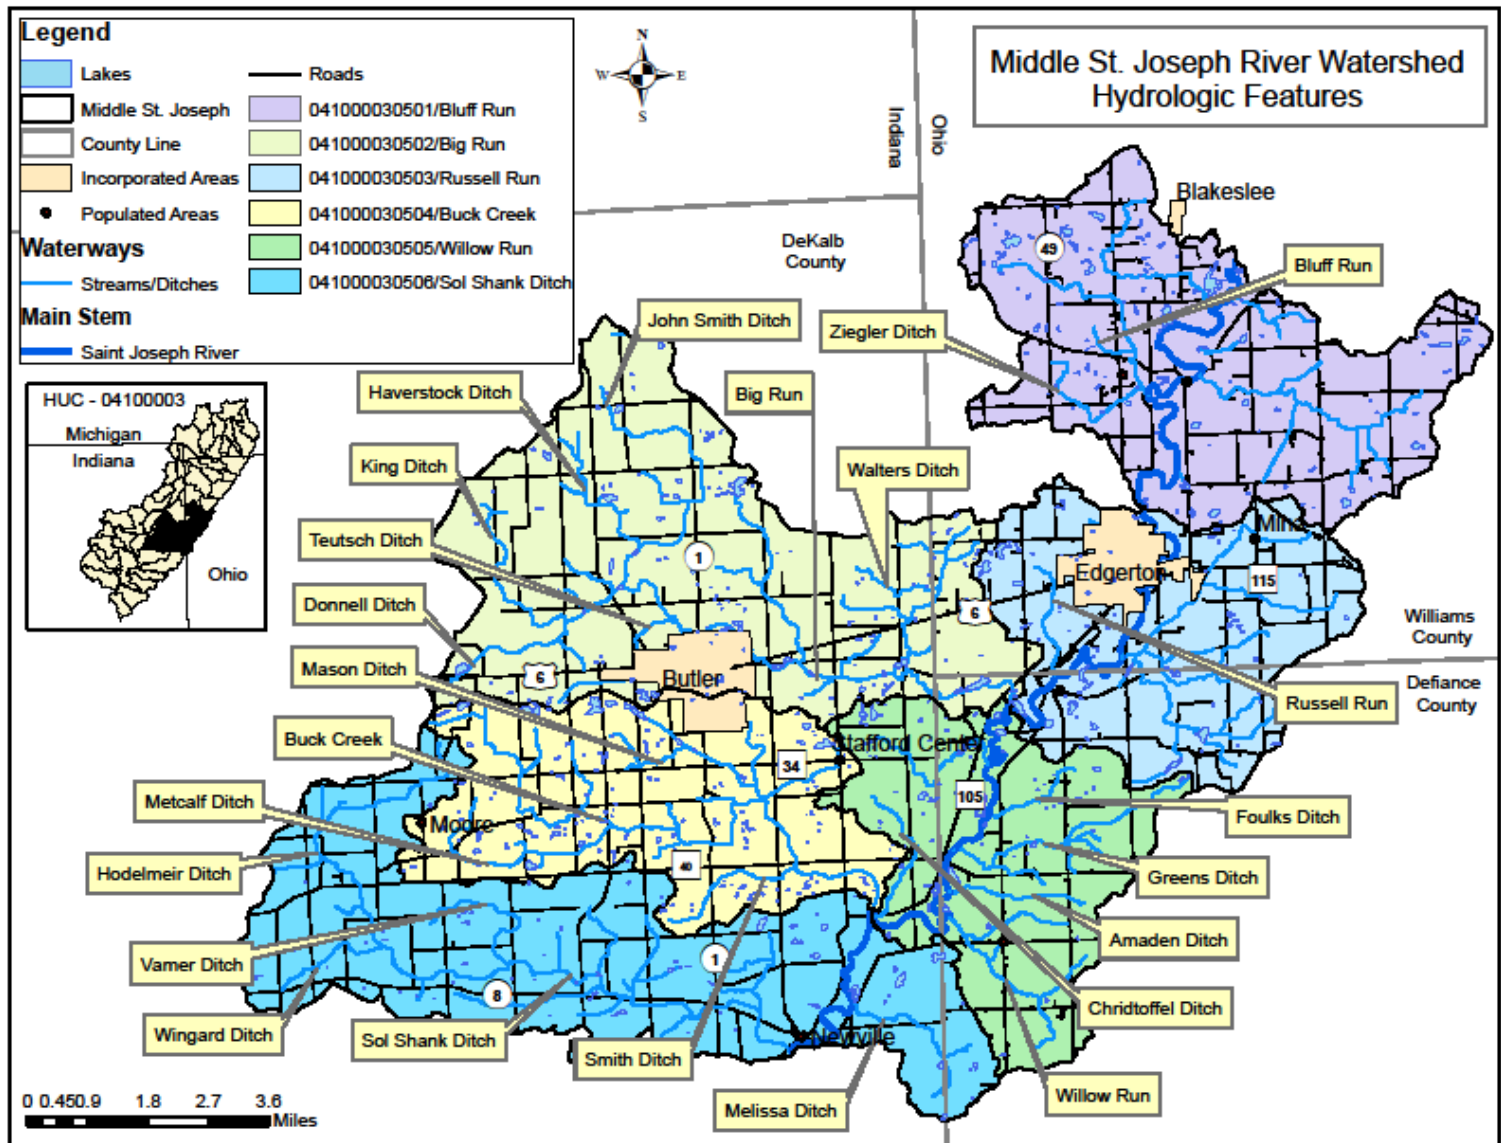 Legend
Lakes
Middle St. Joseph
County Line
Incorporated Areas
Populated Areas
Waterways
Streams/Ditches
Main Stem
Saint Joseph River
Roads
041000030501/Bluff Run
041000030502/Big Run
041000030503/Russell Run
041000030504/Buck Creek
041000030505/Willow Run
041000030506/Sol Shank Ditch
N
W
E
S
Middle St. Joseph River Watershed
Hydrologic Features
Indiana
Ohio
DeKalb
County
Blakeslee
49
Bluff Run
Ziegler Ditch
John Smith Ditch
Haverstock Ditch
Big Run
King Ditch
Walters Ditch
Teutsch Ditch
1
Mina
Edgerton
115
Donnell Ditch
6
Williams
County
Mason Ditch
6
Butler
Defiance
County
Russell Run
Buck Creek
Stafford Center
34
105
Metcalf Ditch
Moore
Foulks Ditch
Hodelmeir Ditch
40
Greens Ditch
Vamer Ditch
1
Amaden Ditch
8
Chridtoffel Ditch
Wingard Ditch
Sol Shank Ditch
Smith Ditch
Newville
Melissa Ditch
Willow Run
HUC - 04100003
Michigan
Indiana
Ohio
0 0.45 0.9 1.8 2.7 3.6
Miles